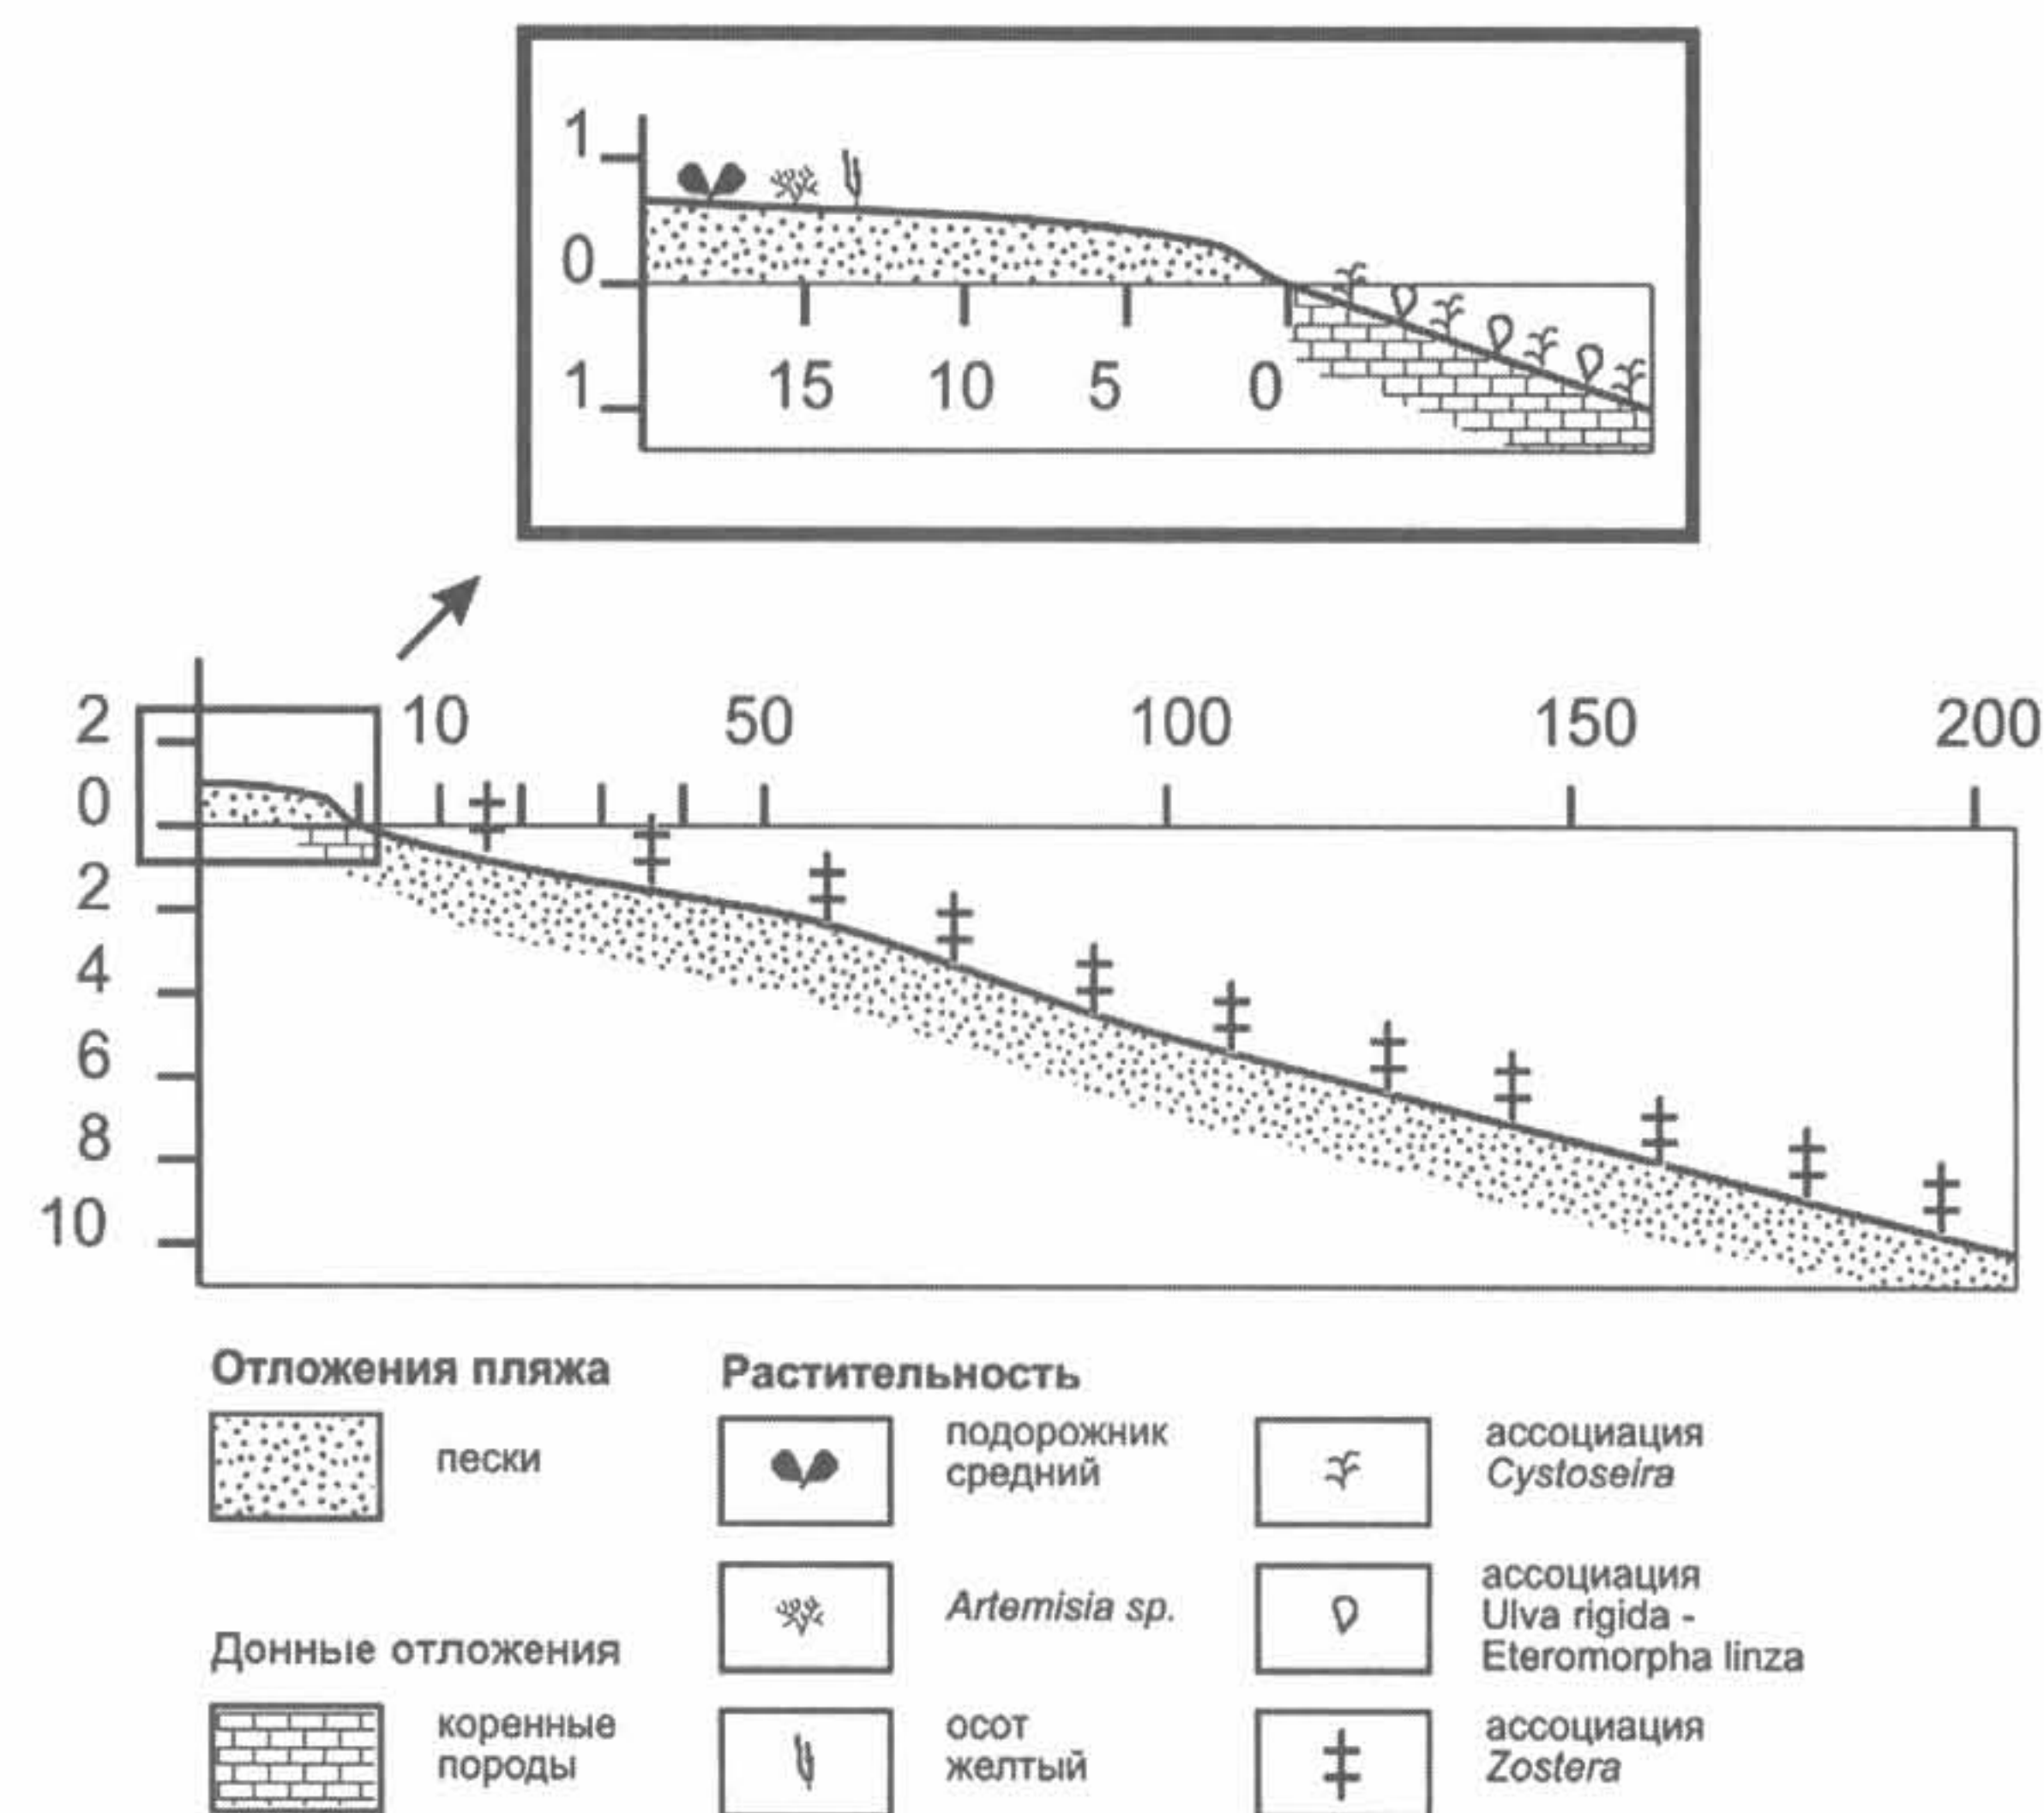 1
0
1
15 10 5 0
10 50 100 150 200
2
0
2
4
6
8
10
Отложения пляжа
пески
Донные отложения
коренные
породы
Растительность
подорожник
средний
Artemisia sp.
осот
желтый
ассоциация
Cystoseira
ассоциация
Ulva rigida -
Eteromorpha linza
ассоциация
Zostera